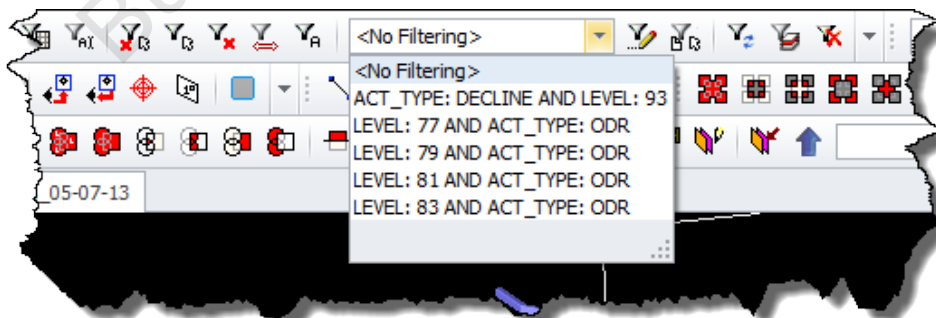 <No Filtering>
<No Filtering>
ACT_TYPE: DECLINE AND LEVEL: 93
LEVEL: 77 AND ACT_TYPE: ODR
LEVEL: 79 AND ACT_TYPE: ODR
LEVEL: 81 AND ACT_TYPE: ODR
LEVEL: 83 AND ACT_TYPE: ODR
_05-07-13